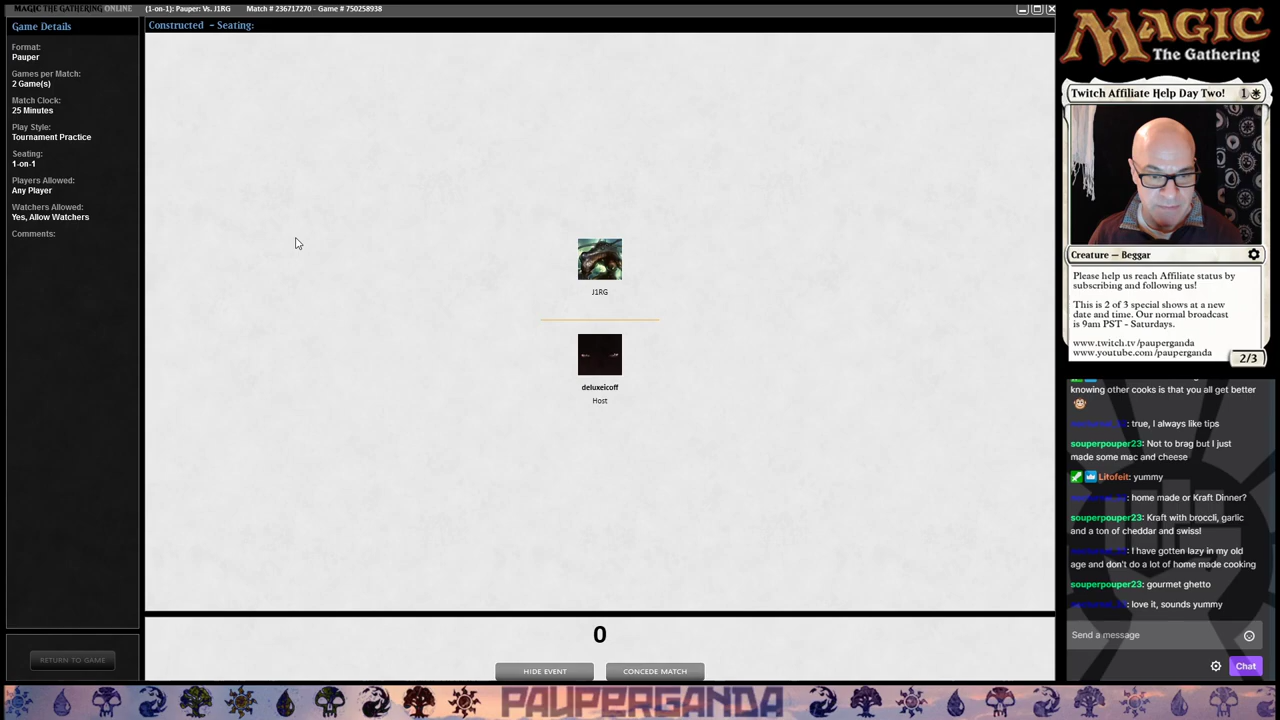 MAGIC THE GATHERING ONLINE (1-on-1): Pauper: Vs. J1RG Match # 236717270 - Game # 750258938
Game Details
Format:
Pauper
Games per Match:
2 Game(s)
Match Clock:
25 Minutes
Play Style:
Tournament Practice
Seating:
1-on-1
Players Allowed:
Any Player
Watchers Allowed:
Yes, Allow Watchers
Comments:
RETURN TO GAME
Constructed - Seating:
J1RG
deluxeicoff
Host
0
HIDE EVENT CONCEDE MATCH
MAGIC
The Gathering
Twitch Affiliate Help Day Two! 1
Creature — Beggar
Please help us reach Affiliate status by
subscribing and following us!
This is 2 of 3 special shows at a new
date and time. Our normal broadcast
is 9am PST - Saturdays.
www.twitch.tv/pauperganda
www.youtube.com/pauperganda
2/3
knowing other cooks is that you all get better
: true, I always like tips
souperpouper23: Not to brag but I just
made some mac and cheese
Litofeit: yummy
: home made or Kraft Dinner?
souperpouper23: Kraft with broccli, garlic
and a ton of cheddar and swiss!
: I have gotten lazy in my old
age and don't do a lot of home made cooking
souperpouper23: gourmet ghetto
: love it, sounds yummy
Send a message
Chat
PAUPERGANDA